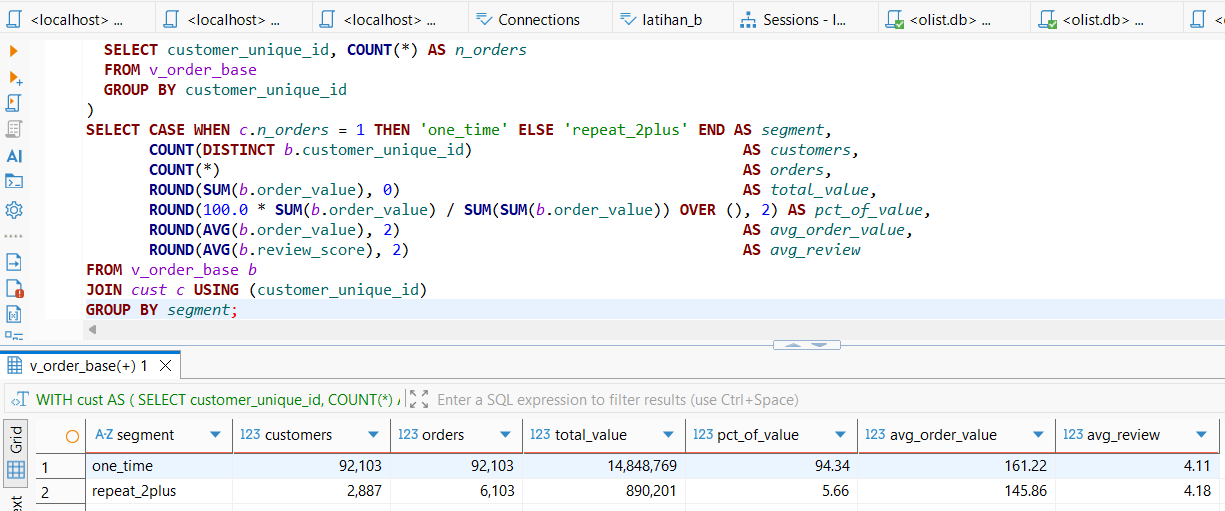 <localhost> ... <localhost> ... <localhost> ... Connections latihan_b Sessions - l... <olist.db> ... <olist.db> ...
SELECT customer_unique_id, COUNT(*) AS n_orders
FROM v_order_base
GROUP BY customer_unique_id
)
SELECT CASE WHEN c.n_orders = 1 THEN 'one_time' ELSE 'repeat_2plus' END AS segment,
COUNT(DISTINCT b.customer_unique_id) AS customers,
COUNT(*) AS orders,
ROUND(SUM(b.order_value), 0) AS total_value,
ROUND(100.0 * SUM(b.order_value) / SUM(SUM(b.order_value)) OVER (), 2) AS pct_of_value,
ROUND(AVG(b.order_value), 2) AS avg_order_value,
ROUND(AVG(b.review_score), 2) AS avg_review
FROM v_order_base b
JOIN cust c USING (customer_unique_id)
GROUP BY segment;
AI
v_order_base(+) 1
WITH cust AS ( SELECT customer_unique_id, COUNT(*) Enter a SQL expression to filter results (use Ctrl+Space)
Grid
A-Z segment 123 customers 123 orders 123 total_value 123 pct_of_value 123 avg_order_value 123 avg_review
1 one_time 92,103 92,103 14,848,769 94.34 161.22 4.11
2 repeat_2plus 2,887 6,103 890,201 5.66 145.86 4.18